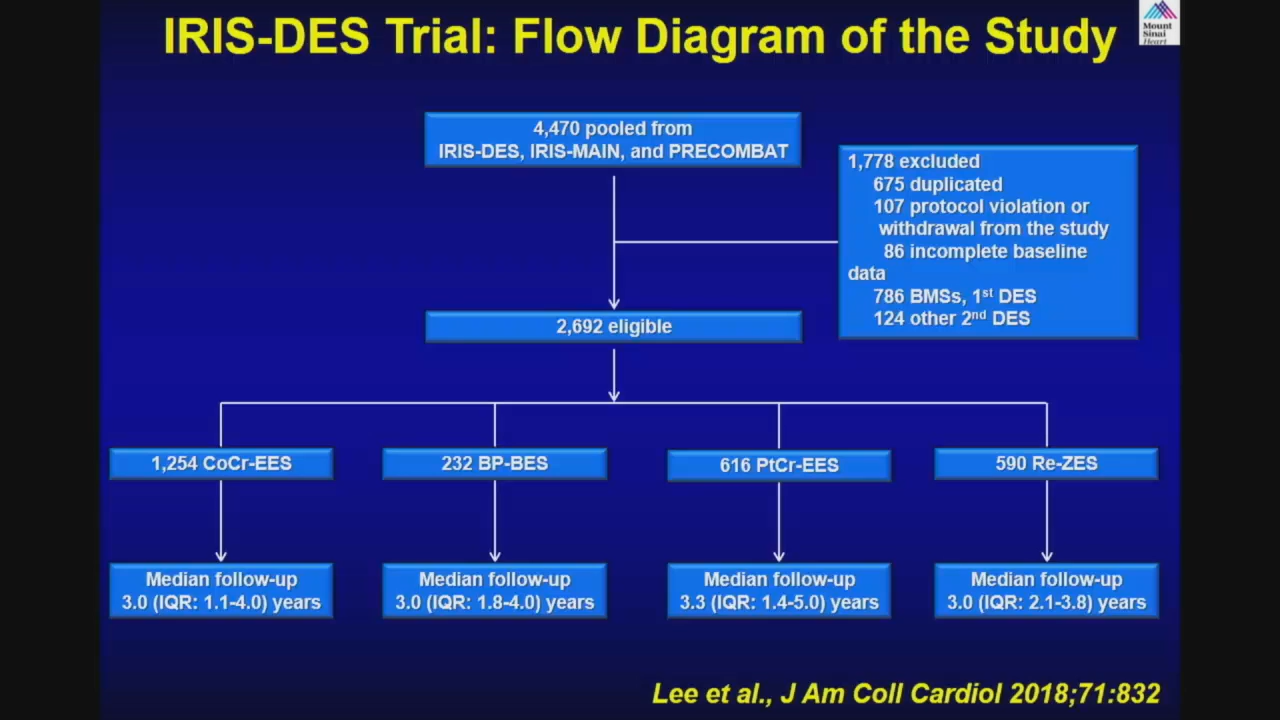 IRIS-DES Trial: Flow Diagram of the Study
Mount
Sinai
Heart
4,470 pooled from
IRIS-DES, IRIS-MAIN, and PRECOMBAT
1,778 excluded
675 duplicated
107 protocol violation or
withdrawal from the study
86 incomplete baseline
data
786 BMSs, 1st DES
124 other 2nd DES
2,692 eligible
1,254 CoCr-EES
232 BP-BES
616 PtCr-EES
590 Re-ZES
Median follow-up
3.0 (IQR: 1.1-4.0) years
Median follow-up
3.0 (IQR: 1.8-4.0) years
Median follow-up
3.3 (IQR: 1.4-5.0) years
Median follow-up
3.0 (IQR: 2.1-3.8) years
Lee et al., J Am Coll Cardiol 2018;71:832